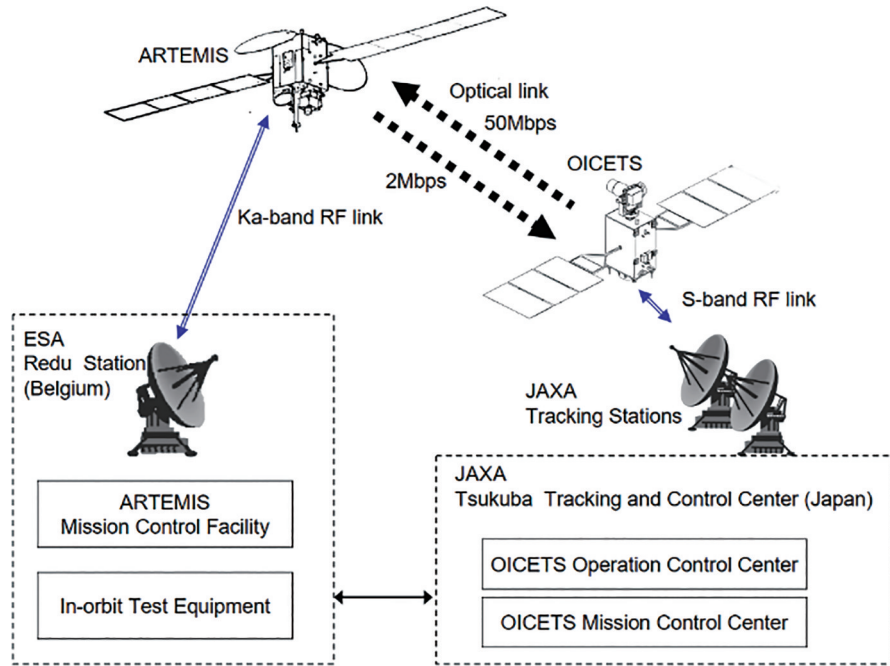 ARTEMIS
Optical link
50Mbps
OICETS
2Mbps
Ka-band RF link
S-band RF link
ESA
Redu Station
(Belgium)
JAXA
Tracking Stations
ARTEMIS
Mission Control Facility
In-orbit Test Equipment
JAXA
Tsukuba Tracking and Control Center (Japan)
OICETS Operation Control Center
OICETS Mission Control Center